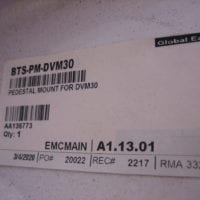 Global E
BTS-PM-DVM30
PEDESTAL MOUNT FOR DVM30
AA136773
Qty: 1
EMCMAIN A1.13.01
3/4/2020 PO# 20022 REC# 2217 RMA 333